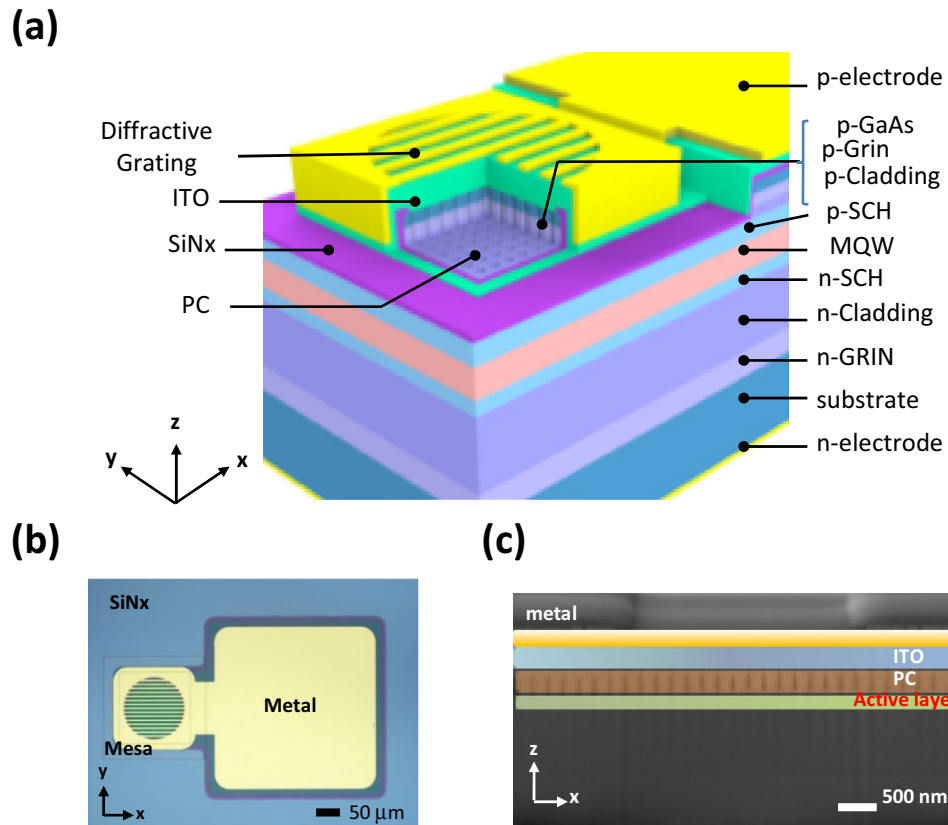 (a)
p-electrode
p-GaAs
p-Grin
p-Cladding
Diffractive
Grating
ITO
p-SCH
SiNx
MQW
n-SCH
PC
n-Cladding
n-GRIN
substrate
n-electrode
z
y
x
(b)
SiNx
Metal
Mesa
y
x
50 μm
(c)
metal
ITO
PC
Active laye
z
x
500 nm